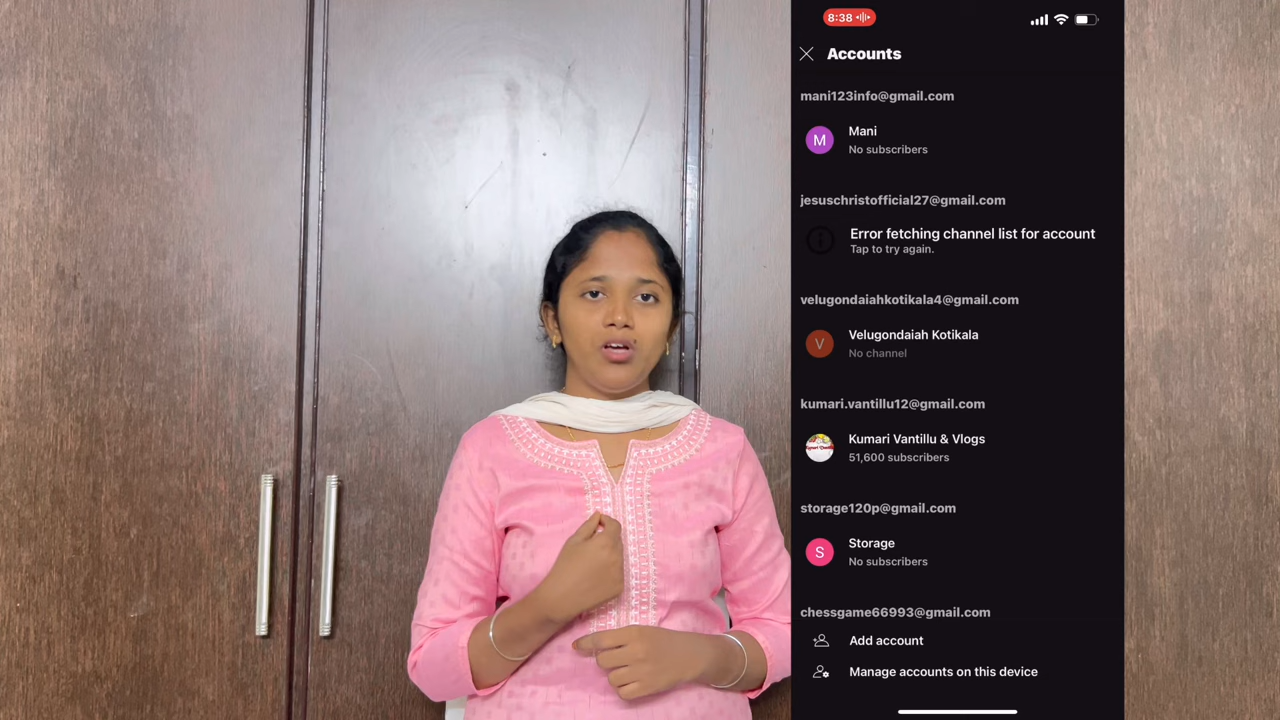 8:38
Accounts
mani123info@gmail.com
M
Mani
No subscribers
jesuschristofficial27@gmail.com
Error fetching channel list for account
Tap to try again.
velugondaiahkotikala4@gmail.com
V
Velugondaiah Kotikala
No channel
kumari.vantillu12@gmail.com
Kumari Vantillu & Vlogs
51,600 subscribers
storage120p@gmail.com
S
Storage
No subscribers
chessgame66993@gmail.com
Add account
Manage accounts on this device